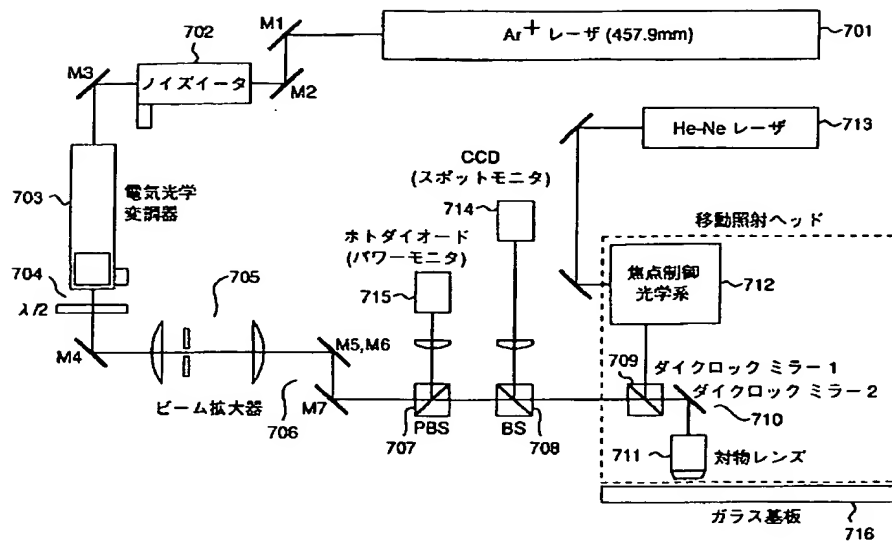 702
M1
Ar+ レーザ (457.9mm)
701
M3
ノイズイータ
M2
He-Ne レーザ
713
CCD
(スポットモニタ)
703
電気光学
変調器
714
移動照射ヘッド
ホトダイオード
(パワーモニタ)
焦点制御
光学系
712
704
705
715
λ/2
M4
M5,M6
709
ダイクロック ミラー 1
ダイクロック ミラー 2
ビーム拡大器
706
M7
707
PBS
BS
708
710
711
対物レンズ
ガラス基板
716